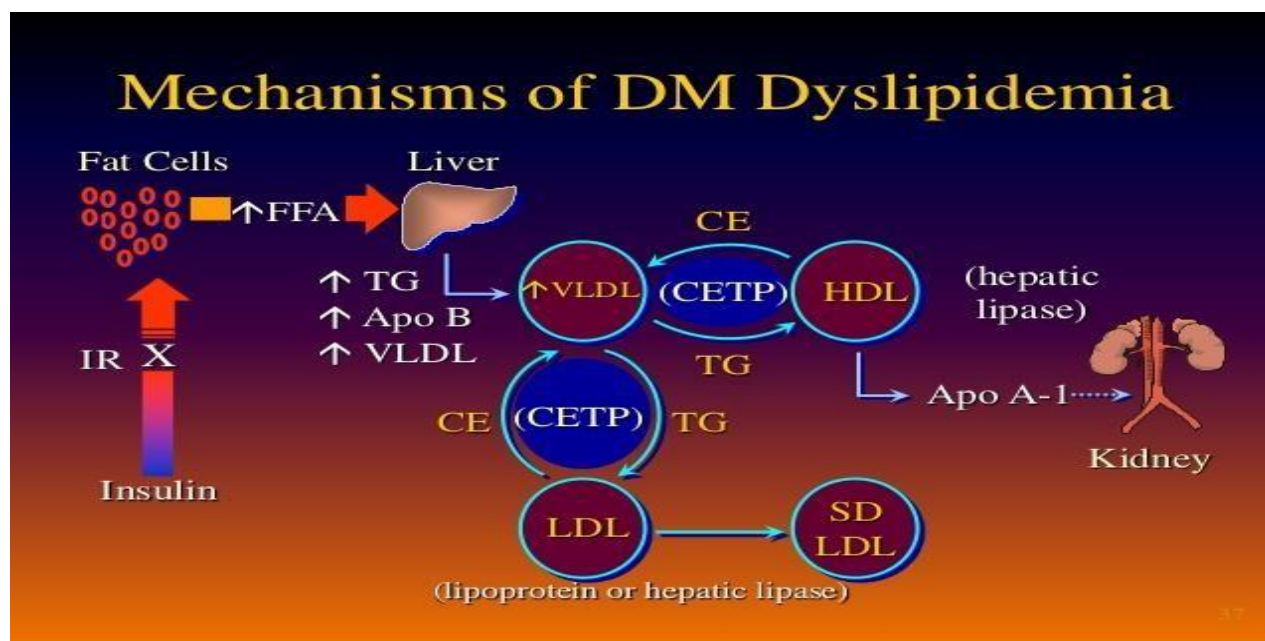 Mechanisms of DM Dyslipidemia
Fat Cells
Liver
↑FFA
CE
↑ TG
↑ Apo B
↑ VLDL
↑VLDL
(CETP)
HDL
(hepatic
lipase)
TG
IR X
CE
(CETP)
TG
Apo A-1
Kidney
Insulin
LDL
SD
LDL
(lipoprotein or hepatic lipase)
37